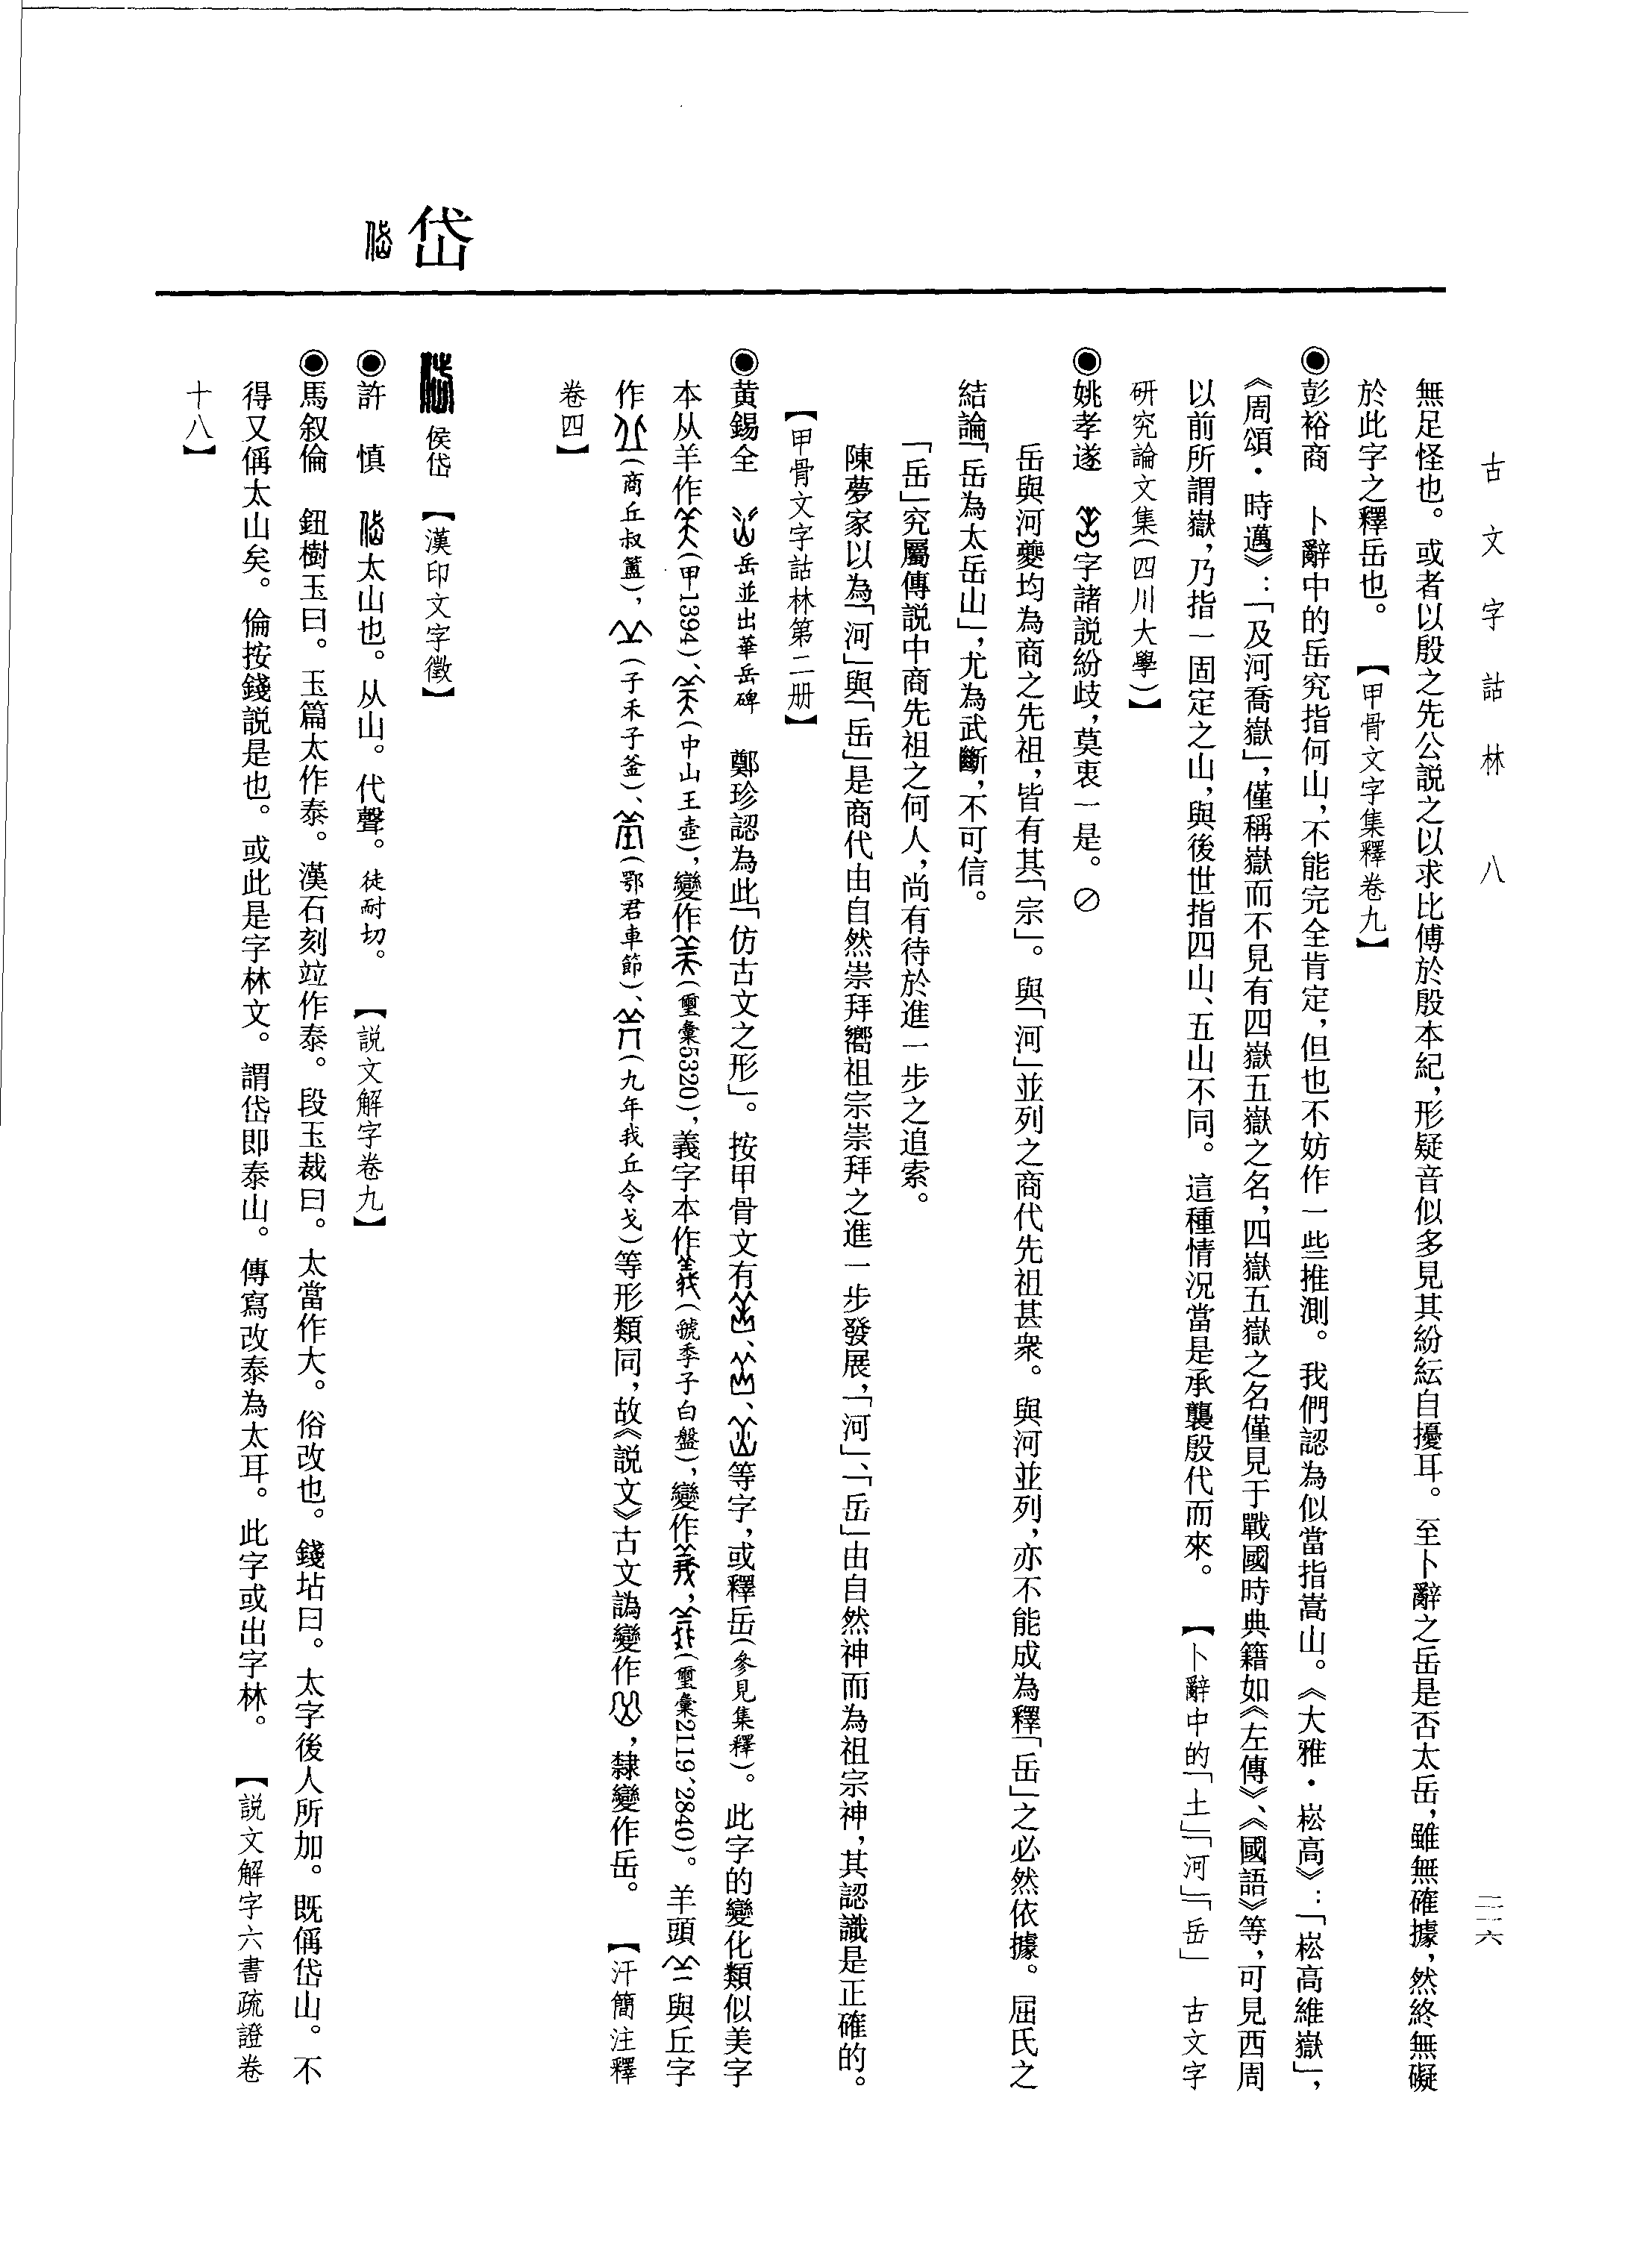 古文字詁林 八
二六
無足怪也。或者以殷之先公説之以求比傅於殷本紀，形疑音似多見其紛紜自擾耳。至卜辭之岳是否太岳，雖無確據，然終無礙
於此字之釋岳也。【甲骨文字集釋卷九】
◉彭裕商 卜辭中的岳究指何山，不能完全肯定，但也不妨作一些推測。我們認為似當指嵩山。《大雅·崧高》：「崧高維嶽」，
《周頌·時邁》：「及河喬嶽」，僅稱嶽而不見有四嶽五嶽之名，四嶽五嶽之名僅見于戰國時典籍如《左傳》、《國語》等，可見西周
以前所謂嶽，乃指一固定之山，與後世指四山、五山不同。這種情況當是承襲殷代而來。【卜辭中的「土」「河」「岳」 古文字
研究論文集（四川大學）】
◉姚孝遂 字諸説紛歧，莫衷一是。⊘
岳與河夔均為商之先祖，皆有其「宗」。與「河」並列之商代先祖甚衆。與河並列，亦不能成為釋「岳」之必然依據。屈氏之
結論「岳為太岳山」，尤為武斷，不可信。
「岳」究屬傳説中商先祖之何人，尚有待於進一步之追索。
陳夢家以為「河」與「岳」是商代由自然崇拜嚮祖宗崇拜之進一步發展，「河」、「岳」由自然神而為祖宗神，其認識是正確的。
【甲骨文字詁林第二册】
◉黄錫全 岳並出華岳碑 鄭珍認為此「仿古文之形」。按甲骨文有、、等字，或釋岳（參見集釋）。此字的變化類似美字
本从羊作（甲1394）、（中山王壺），變作（璽彙5320），義字本作（虢季子白盤），變作，（璽彙2119、2840）。羊頭與丘字
作（商丘叔簠），（子禾子釜）、（鄂君車節）、（九年我丘令戈）等形類同，故《説文》古文譌變作，隸變作岳。【汗簡注釋
卷四】
岱
侯岱 【漢印文字徵】
◉許 慎 太山也。从山。代聲。徒耐切。【説文解字卷九】
◉馬叙倫 鈕樹玉曰。玉篇太作泰。漢石刻竝作泰。段玉裁曰。太當作大。俗改也。錢坫曰。太字後人所加。既偁岱山。不
得又偁太山矣。倫按錢説是也。或此是字林文。謂岱即泰山。傳寫改泰為太耳。此字或出字林。【説文解字六書疏證卷
十八】